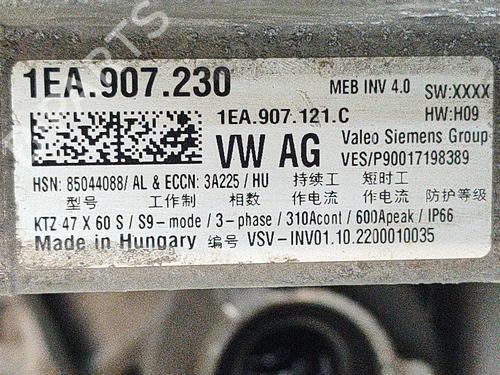 1EA.907.230 MEB INV 4.0 SW:XXXX
1EA.907.121.C HW:H09
VW AG Valeo Siemens Group
VES/P90017198389
HSN: 85044088/ AL & ECCN: 3A225 / HU 持续工 短时工
型号 工作制 相数 作电流 作电流 防护等级
KTZ 47 X 60 S / S9-mode / 3-phase / 310Acont / 600Apeak / IP66
Made in Hungary 编号 VSV-INV01.10.2200010035